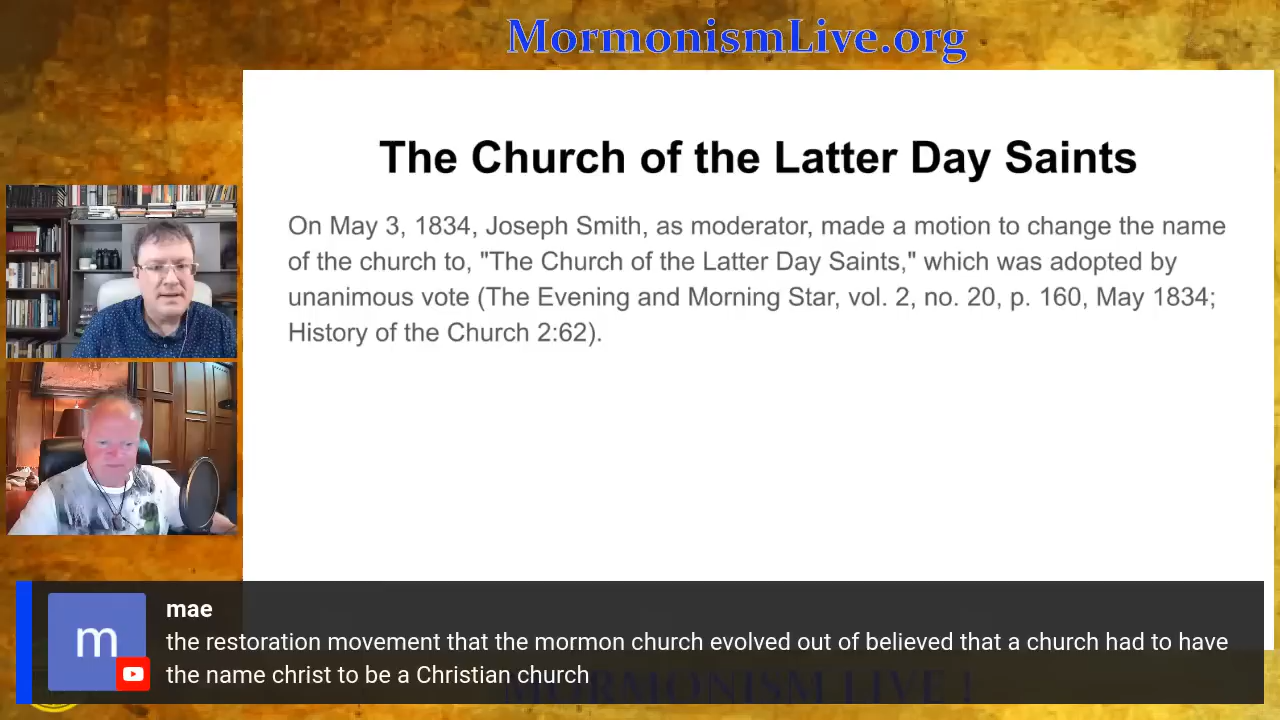 MormonismLive.org
The Church of the Latter Day Saints
On May 3, 1834, Joseph Smith, as moderator, made a motion to change the name
of the church to, "The Church of the Latter Day Saints," which was adopted by
unanimous vote (The Evening and Morning Star, vol. 2, no. 20, p. 160, May 1834;
History of the Church 2:62).
m
mae
the restoration movement that the mormon church evolved out of believed that a church had to have
the name christ to be a Christian church
MORMONISM LIVE !